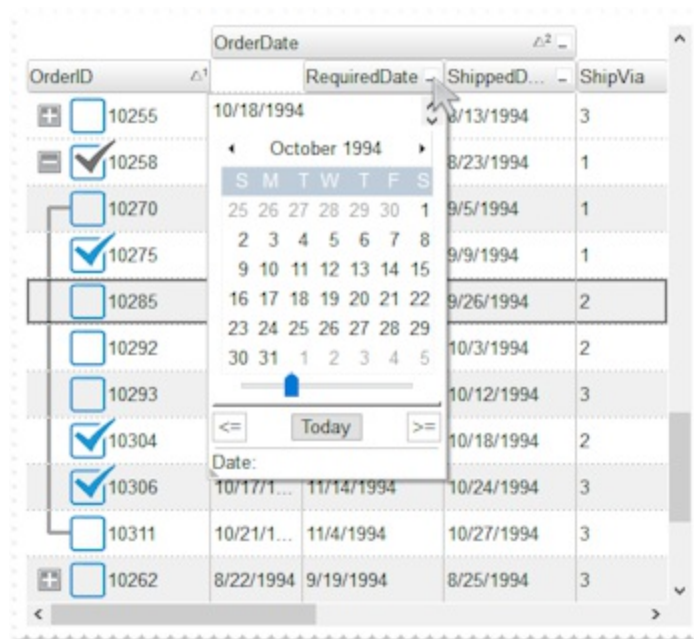 OrderDate 2
OrderID 1 RequiredDate ShippedD... ShipVia
10255 8/13/1994 3
10258 8/23/1994 1
10270 9/5/1994 1
10275 9/9/1994 1
10285 9/26/1994 2
10292 10/3/1994 2
10293 10/12/1994 3
10304 10/18/1994 2
10306 10/17/1... 11/14/1994 10/24/1994 3
10311 10/21/1... 11/4/1994 10/27/1994 3
10262 8/22/1994 9/19/1994 8/25/1994 3
10/18/1994
October 1994
S M T W T F S
25 26 27 28 29 30 1
2 3 4 5 6 7 8
9 10 11 12 13 14 15
16 17 18 19 20 21 22
23 24 25 26 27 28 29
30 31 1 2 3 4 5
<= Today >=
Date: